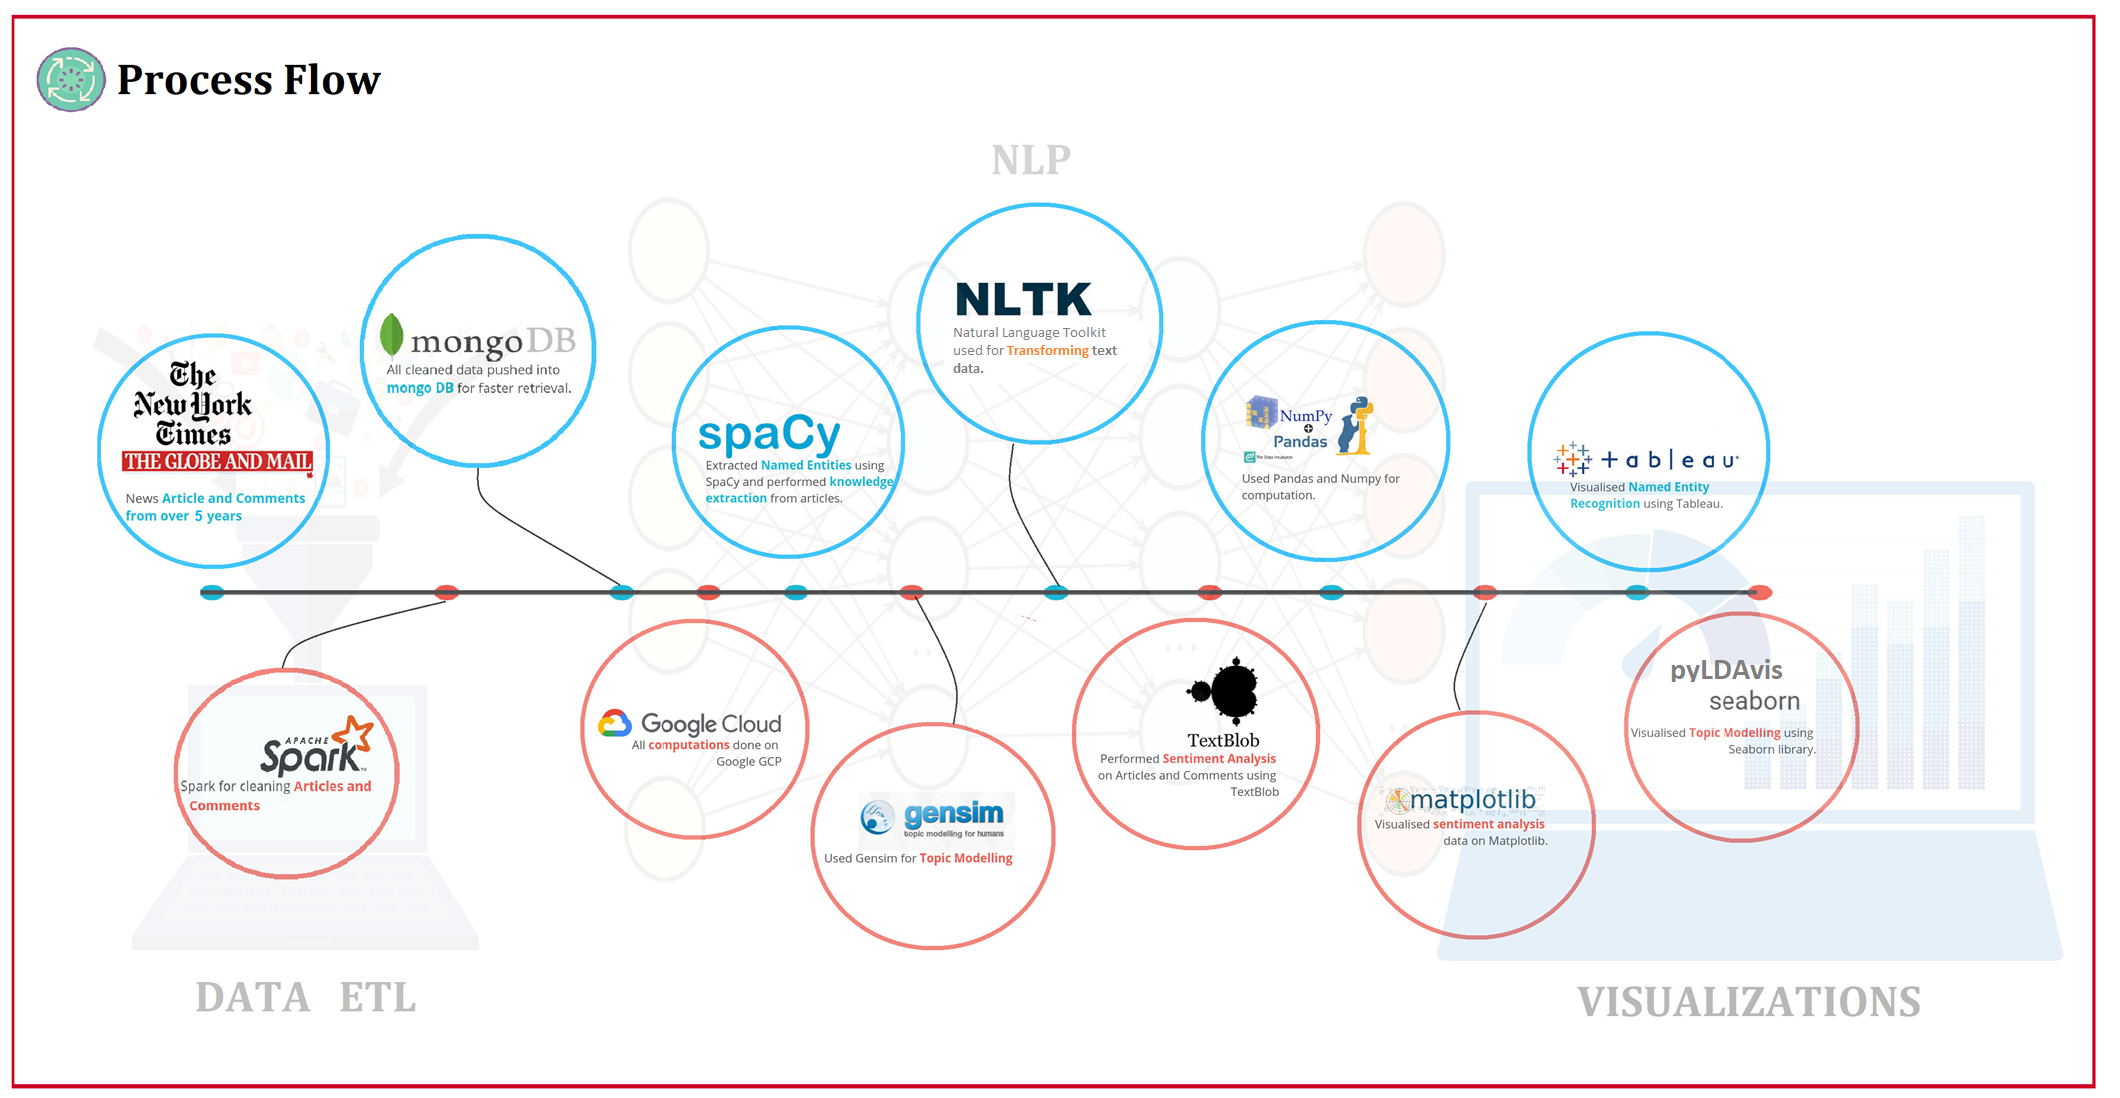 Process Flow
NLP
The
New York
Times
THE GLOBE AND MAIL
News Article and Comments
from over 5 years
mongoDB
All cleaned data pushed into
mongo DB for faster retrieval.
spaCy
Extracted Named Entities using
SpaCy and performed knowledge
extraction from articles.
NLTK
Natural Language Toolkit
used for Transforming text
data.
NumPy
+
Pandas
The Data Incubator
Used Pandas and Numpy for
computation.
+ableau
Visualised Named Entity
Recognition using Tableau.
APACHE
Spark
Spark for cleaning Articles and
Comments
Google Cloud
All computations done on
Google GCP
gensim
topic modelling for humans
Used Gensim for Topic Modelling
TextBlob
Performed Sentiment Analysis
on Articles and Comments using
TextBlob
matplotlib
Visualised sentiment analysis
data on Matplotlib.
pyLDAvis
seaborn
Visualised Topic Modelling using
Seaborn library.
DATA ETL
VISUALIZATIONS